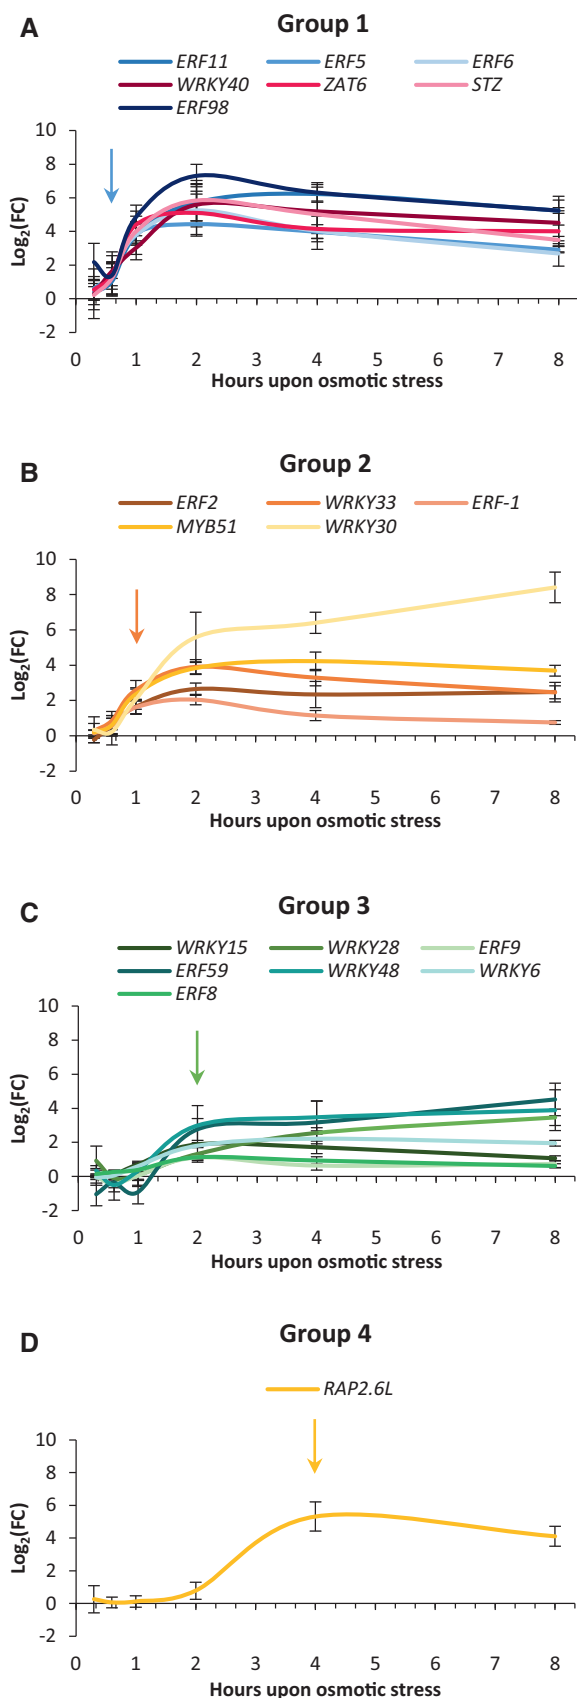 A
Group 1
ERF11 ERF5 ERF6
WRKY40 ZAT6 STZ
ERF98
10
8
6
4
2
0
-2
Log2(FC)
0 1 2 3 4 5 6 7 8
Hours upon osmotic stress
B
Group 2
ERF2 WRKY33 ERF-1
MYB51 WRKY30
10
8
6
4
2
0
-2
Log2(FC)
0 1 2 3 4 5 6 7 8
Hours upon osmotic stress
C
Group 3
WRKY15 WRKY28 ERF9
ERF59 WRKY48 WRKY6
ERF8
10
8
6
4
2
0
-2
Log2(FC)
0 1 2 3 4 5 6 7 8
Hours upon osmotic stress
D
Group 4
RAP2.6L
10
8
6
4
2
0
-2
Log2(FC)
0 1 2 3 4 5 6 7 8
Hours upon osmotic stress